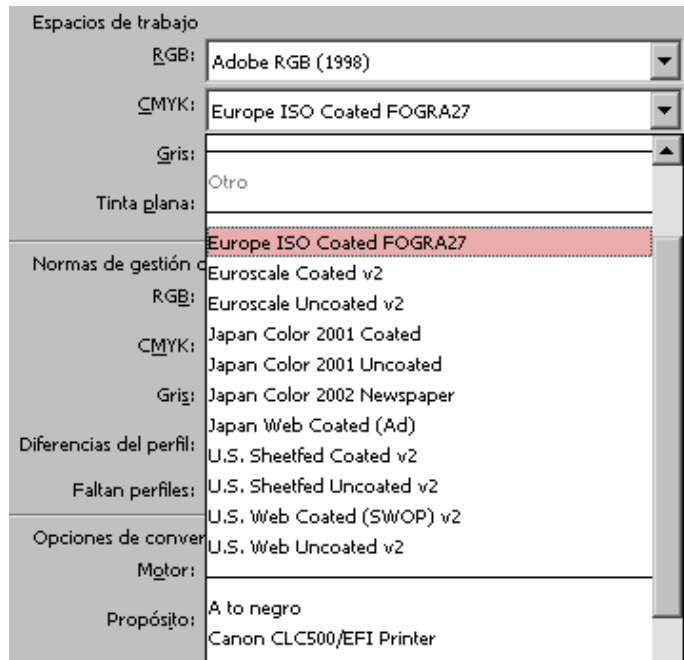 Espacios de trabajo
RGB: Adobe RGB (1998)
CMYK: Europe ISO Coated FOGRA27
Gris:
Otro
Tinta plana:
Europe ISO Coated FOGRA27
Normas de gestión
Euroscale Coated v2
RGB: Euroscale Uncoated v2
Japan Color 2001 Coated
CMYK:
Japan Color 2001 Uncoated
Gris: Japan Color 2002 Newspaper
Japan Web Coated (Ad)
Diferencias del perfil:
U.S. Sheetfed Coated v2
Faltan perfiles: U.S. Sheetfed Uncoated v2
U.S. Web Coated (SWOP) v2
Opciones de conver
U.S. Web Uncoated v2
Motor:
A to negro
Propósito:
Canon CLC500/EFI Printer